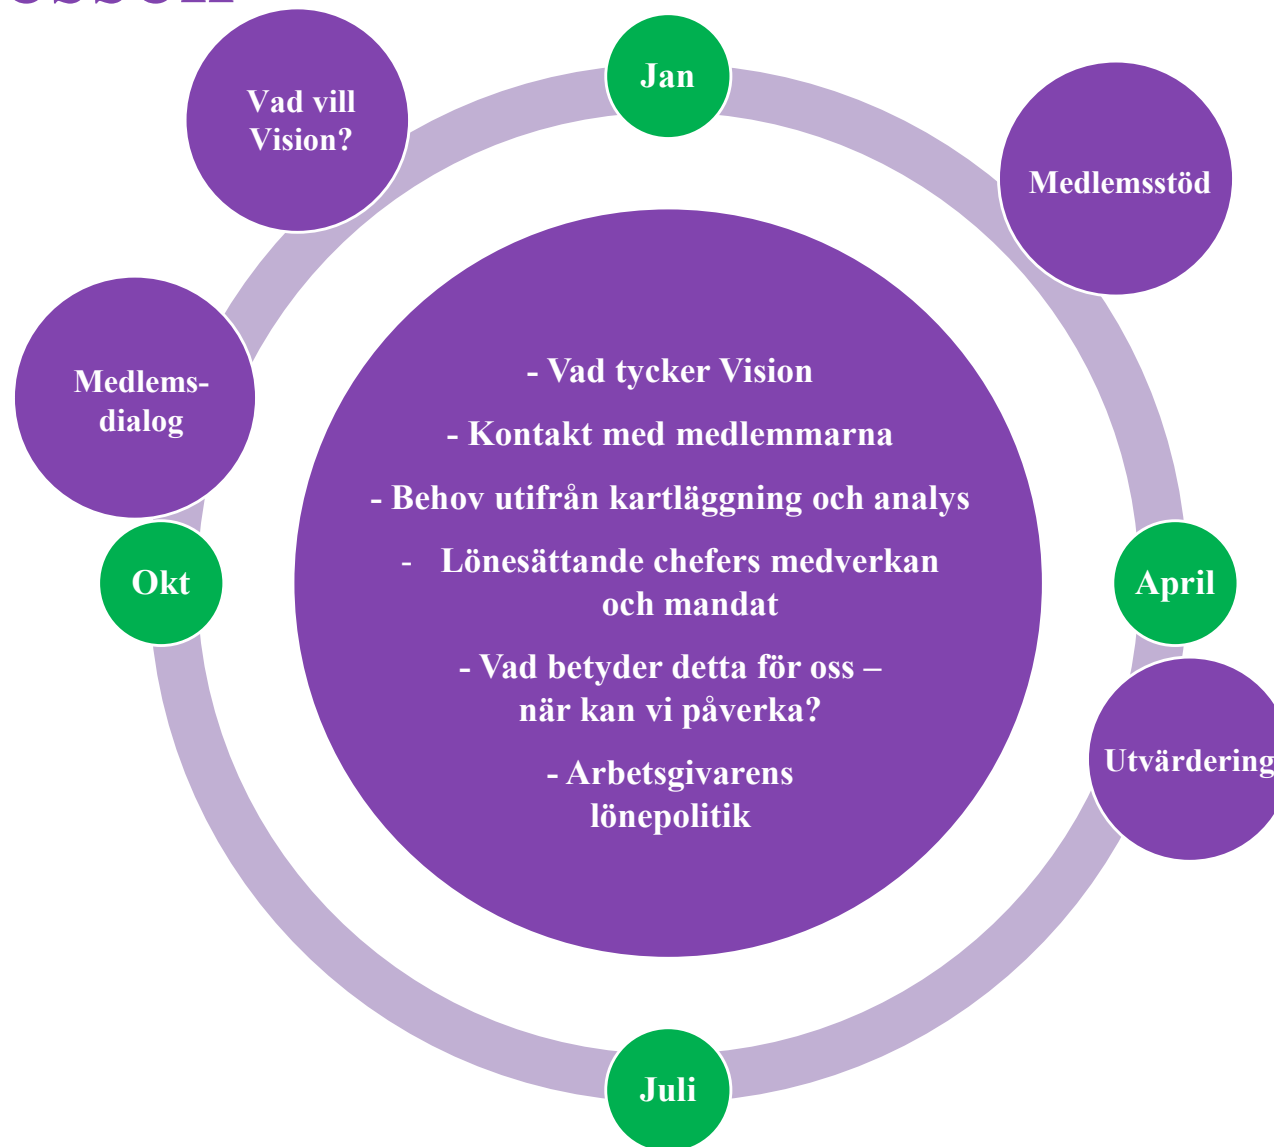 Jan
Vad vill
Vision?
Medlemsstöd
Medlems-
dialog
- Vad tycker Vision
- Kontakt med medlemmarna
- Behov utifrån kartläggning och analys
- Lönesättande chefers medverkan
och mandat
- Vad betyder detta för oss –
när kan vi påverka?
- Arbetsgivarens
lönepolitik
Okt
April
Utvärdering
Juli